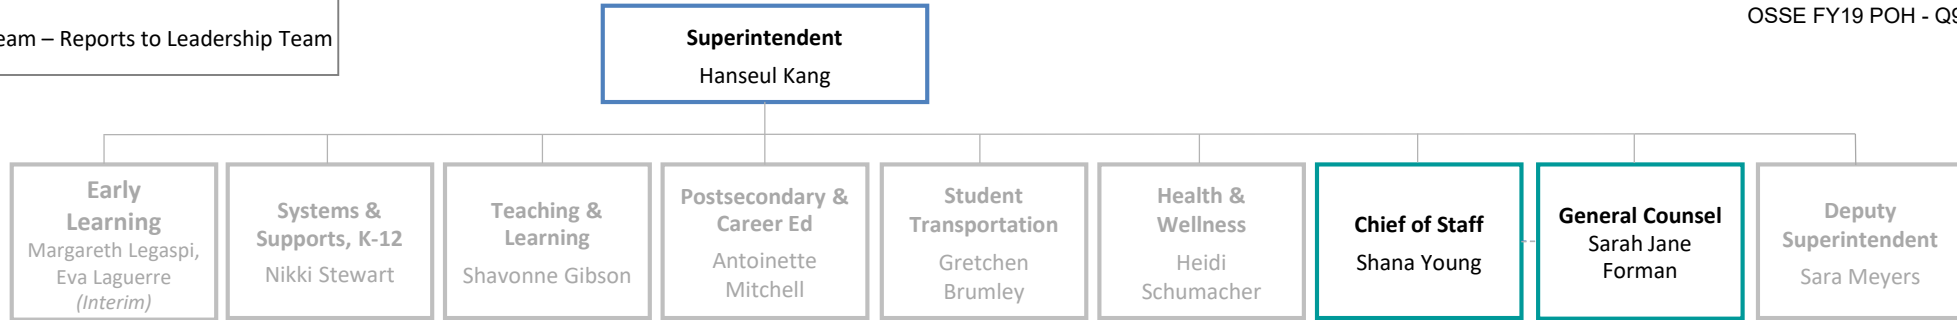 OSSE FY19 POH - Q9
eam – Reports to Leadership Team
Superintendent
Hanseul Kang
Early
Learning
Margareth Legaspi,
Eva Laguerre
(Interim)
Systems &
Supports, K-12
Nikki Stewart
Teaching &
Learning
Shavonne Gibson
Postsecondary &
Career Ed
Antoinette
Mitchell
Student
Transportation
Gretchen
Brumley
Health &
Wellness
Heidi
Schumacher
Chief of Staff
Shana Young
General Counsel
Sarah Jane
Forman
Deputy
Superintendent
Sara Meyers